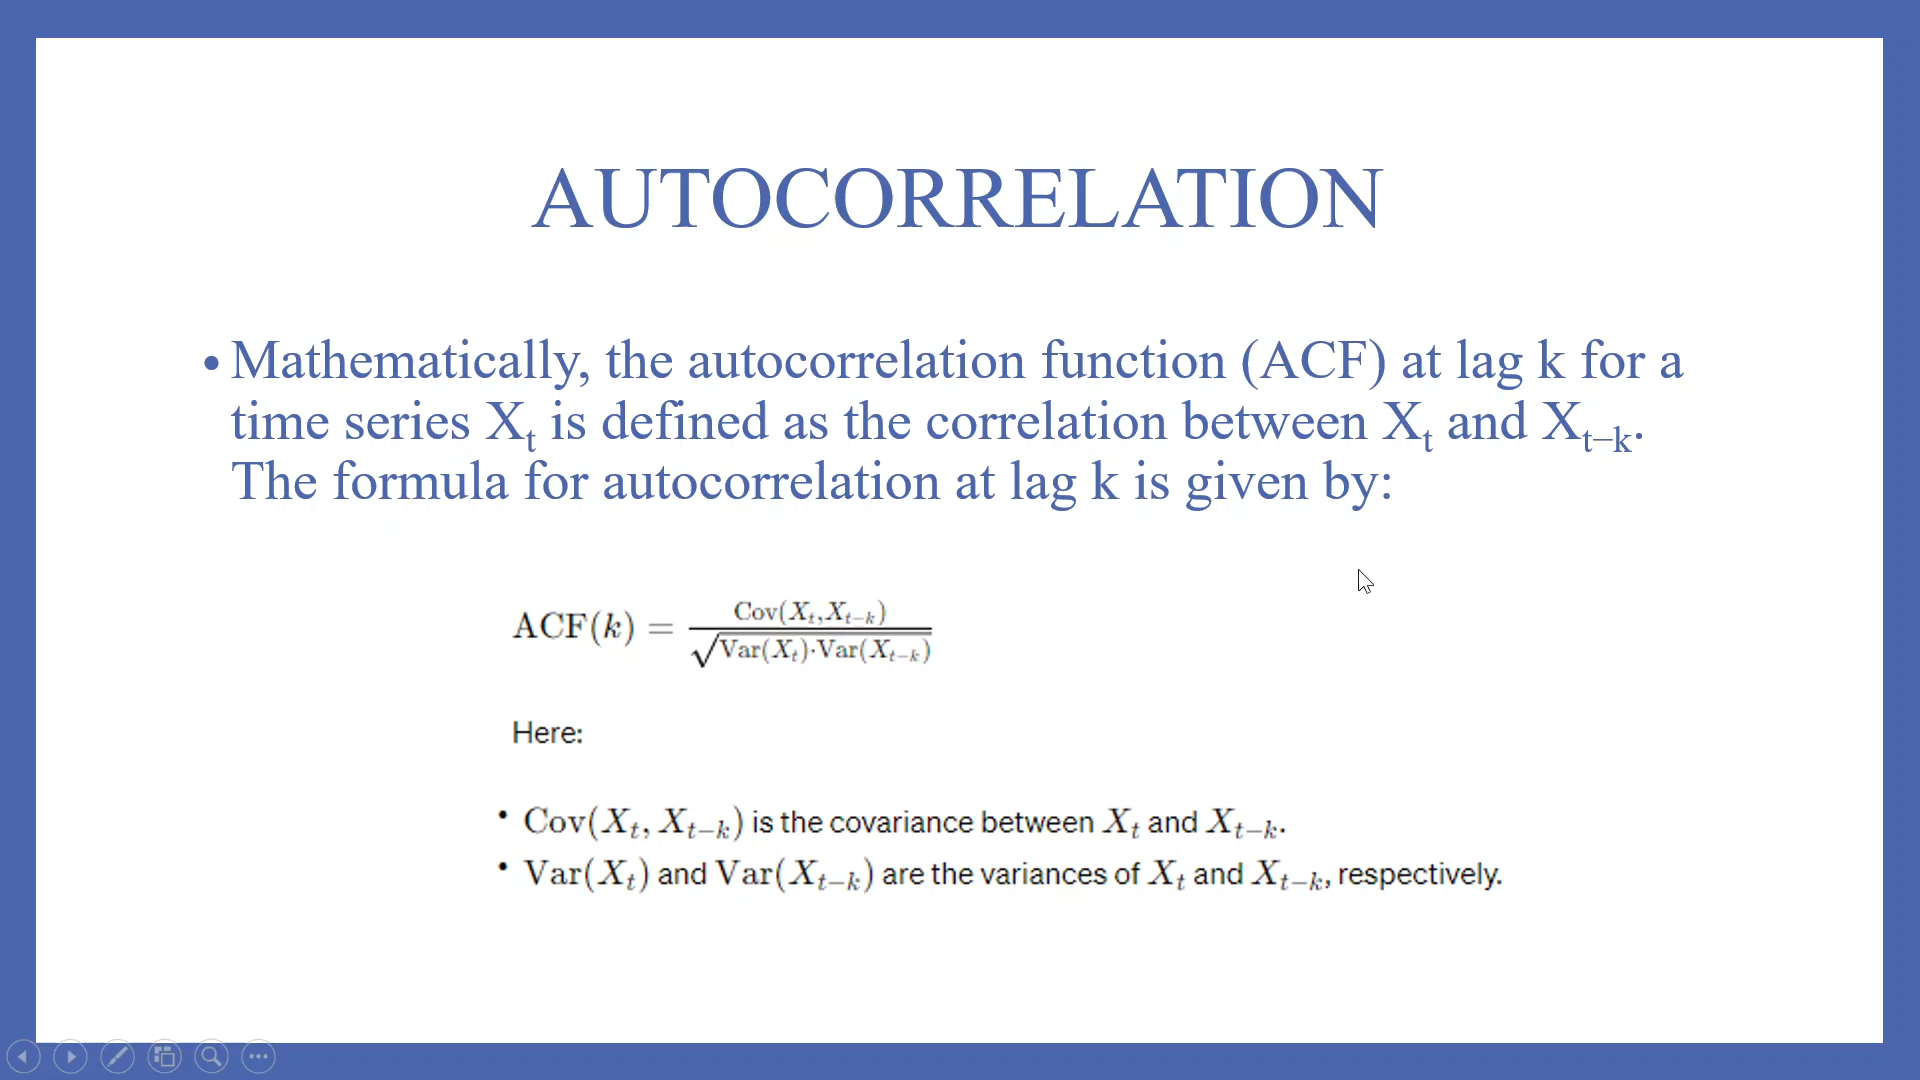 AUTOCORRELATION
• Mathematically, the autocorrelation function (ACF) at lag k for a
time series Xₜ is defined as the correlation between Xₜ and Xₜ₋ₖ.
The formula for autocorrelation at lag k is given by:
ACF(k) = Cov(Xₜ,Xₜ₋ₖ) / √Var(Xₜ)·Var(Xₜ₋ₖ)
Here:
• Cov(Xₜ, Xₜ₋ₖ) is the covariance between Xₜ and Xₜ₋ₖ.
• Var(Xₜ) and Var(Xₜ₋ₖ) are the variances of Xₜ and Xₜ₋ₖ, respectively.